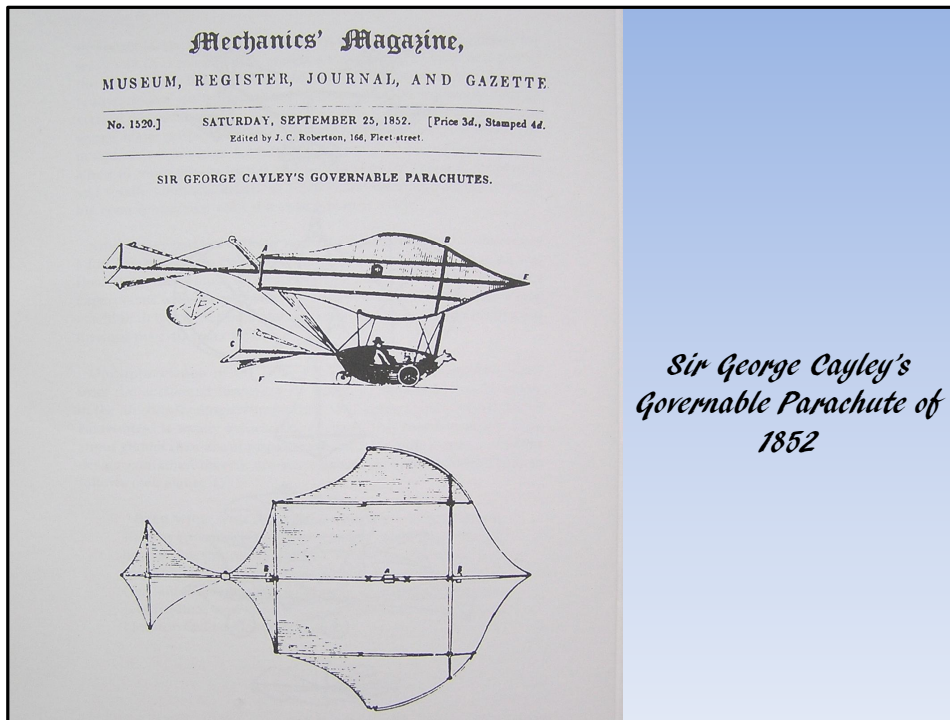 Mechanics' Magazine,
MUSEUM, REGISTER, JOURNAL, AND GAZETTE
No. 1520.] SATURDAY, SEPTEMBER 25, 1852. [Price 3d., Stamped 4d.
Edited by J. C. Robertson, 166, Fleet-street.
SIR GEORGE CAYLEY'S GOVERNABLE PARACHUTES.
A
B
E
C
F
B
A
B
Sir George Cayley's
Governable Parachute of
1852